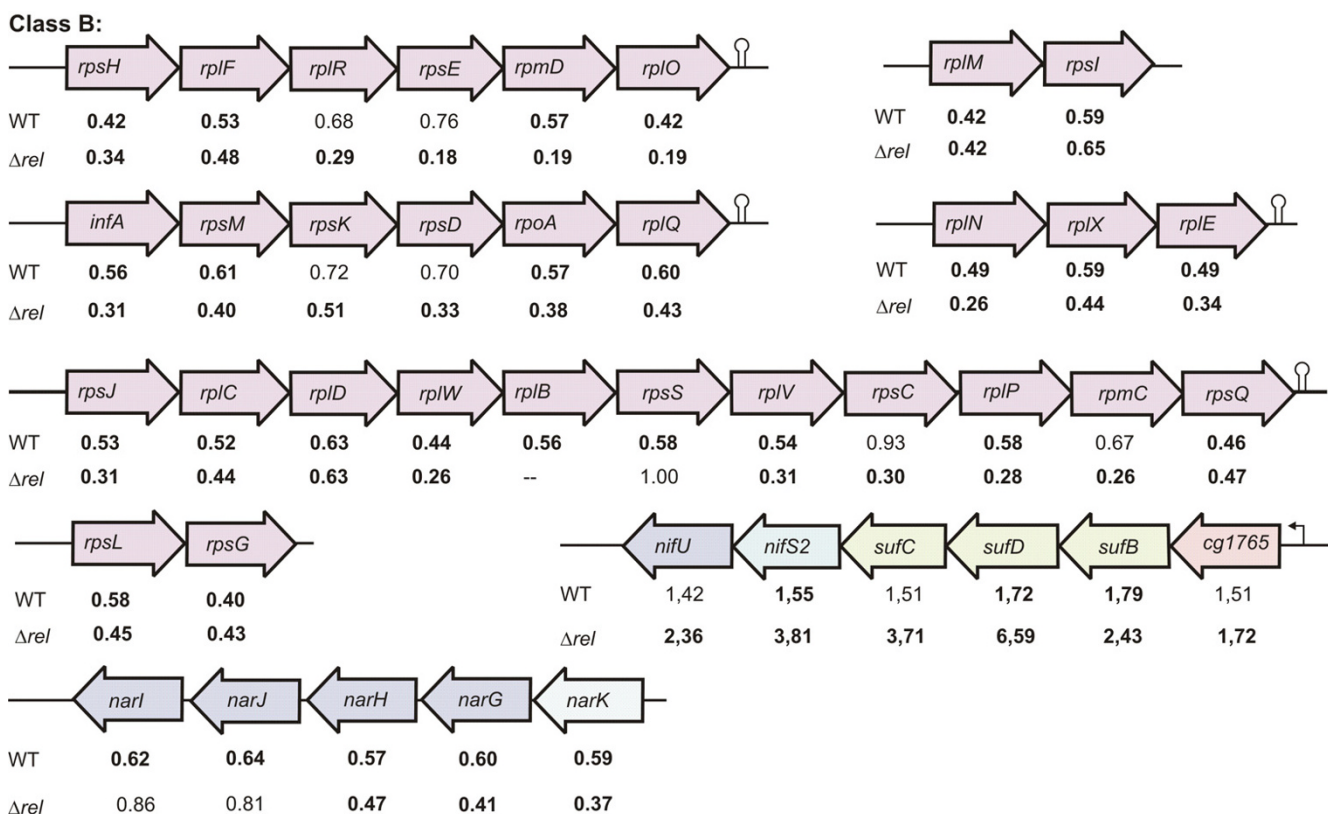 Class B:
rpsH rplF rplR rpsE rpmD rplO
WT 0.42 0.53 0.68 0.76 0.57 0.42
Δrel 0.34 0.48 0.29 0.18 0.19 0.19
rplM rpsI
WT 0.42 0.59
Δrel 0.42 0.65
infA rpsM rpsK rpsD rpoA rplQ
WT 0.56 0.61 0.72 0.70 0.57 0.60
Δrel 0.31 0.40 0.51 0.33 0.38 0.43
rplN rplX rplE
WT 0.49 0.59 0.49
Δrel 0.26 0.44 0.34
rpsJ rplC rplD rplW rplB rpsS rplV rpsC rplP rpmC rpsQ
WT 0.53 0.52 0.63 0.44 0.56 0.58 0.54 0.93 0.58 0.67 0.46
Δrel 0.31 0.44 0.63 0.26 -- 1.00 0.31 0.30 0.28 0.26 0.47
rpsL rpsG
WT 0.58 0.40
Δrel 0.45 0.43
nifU nifS2 sufC sufD sufB cg1765
WT 1,42 1,55 1,51 1,72 1,79 1,51
Δrel 2,36 3,81 3,71 6,59 2,43 1,72
narI narJ narH narG narK
WT 0.62 0.64 0.57 0.60 0.59
Δrel 0.86 0.81 0.47 0.41 0.37